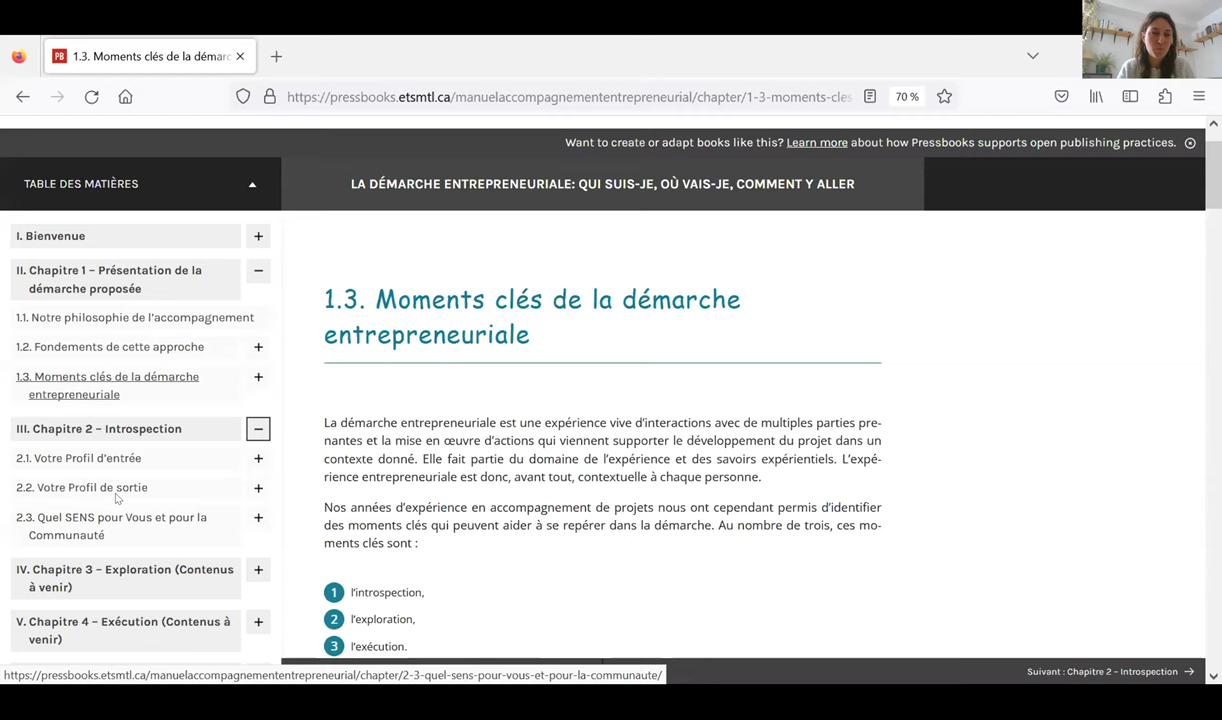 1.3. Moments clés de la démarc
https://pressbooks.etsmtl.ca/manuelaccompagnemententrepreneurial/chapter/1-3-moments-cles
70 %
Want to create or adapt books like this? Learn more about how Pressbooks supports open publishing practices.
TABLE DES MATIÈRES
LA DÉMARCHE ENTREPRENEURIALE: QUI SUIS-JE, OÙ VAIS-JE, COMMENT Y ALLER
I. Bienvenue
II. Chapitre 1 – Présentation de la
démarche proposée
1.1. Notre philosophie de l'accompagnement
1.2. Fondements de cette approche
1.3. Moments clés de la démarche
entrepreneuriale
III. Chapitre 2 – Introspection
2.1. Votre Profil d'entrée
2.2. Votre Profil de sortie
2.3. Quel SENS pour Vous et pour la
Communauté
IV. Chapitre 3 – Exploration (Contenus
à venir)
V. Chapitre 4 – Exécution (Contenus à
venir)
1.3. Moments clés de la démarche
entrepreneuriale
La démarche entrepreneuriale est une expérience vive d'interactions avec de multiples parties pre-
nantes et la mise en œuvre d'actions qui viennent supporter le développement du projet dans un
contexte donné. Elle fait partie du domaine de l'expérience et des savoirs expérientiels. L'expé-
rience entrepreneuriale est donc, avant tout, contextuelle à chaque personne.
Nos années d'expérience en accompagnement de projets nous ont cependant permis d'identifier
des moments clés qui peuvent aider à se repérer dans la démarche. Au nombre de trois, ces mo-
ments clés sont :
1 l'introspection,
2 l'exploration,
3 l'exécution.
https://pressbooks.etsmtl.ca/manuelaccompagnemententrepreneurial/chapter/2-3-quel-sens-pour-vous-et-pour-la-communaute/
Suivant : Chapitre 2 – Introspection